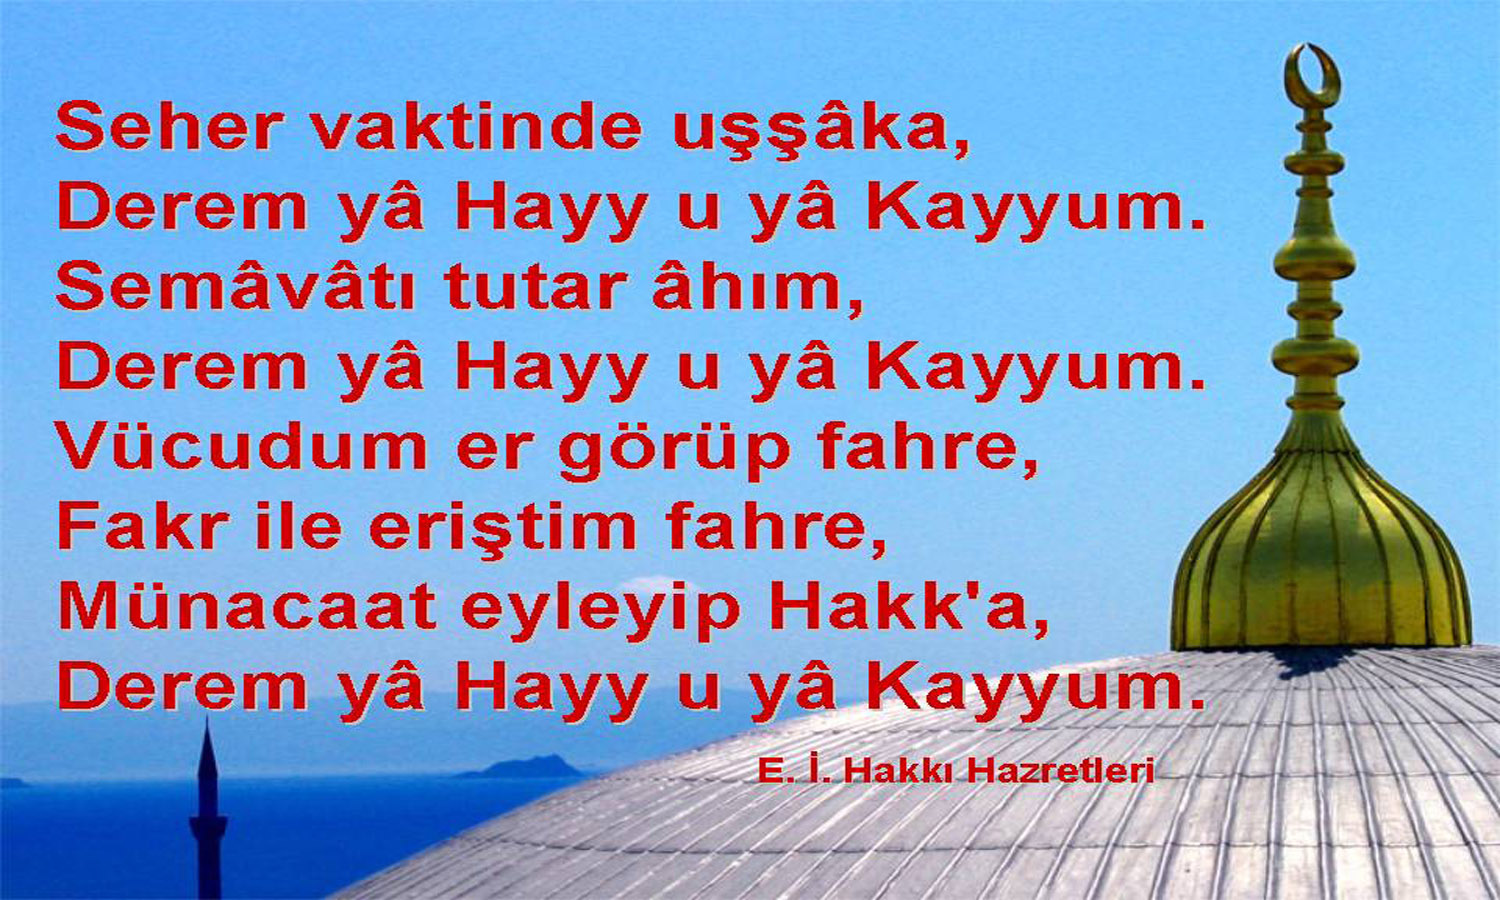 Seher vaktinde uşşâka,
Derem yâ Hayy u yâ Kayyum.
Semâvâtı tutar âhım,
Derem yâ Hayy u yâ Kayyum.
Vücudum er görüp fahre,
Fakr ile eriştim fahre,
Münacaat eyleyip Hakk'a,
Derem yâ Hayy u yâ Kayyum.
E. İ. Hakkı Hazretleri